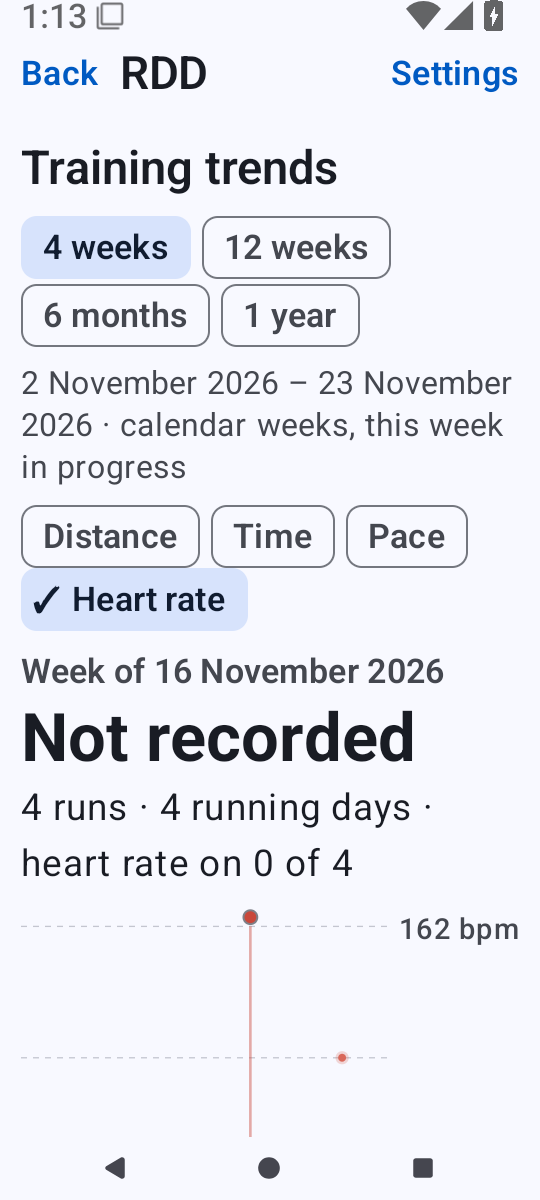 1:13
Back RDD Settings
Training trends
4 weeks 12 weeks
6 months 1 year
2 November 2026 – 23 November
2026 · calendar weeks, this week
in progress
Distance Time Pace
✓ Heart rate
Week of 16 November 2026
Not recorded
4 runs · 4 running days ·
heart rate on 0 of 4
162 bpm